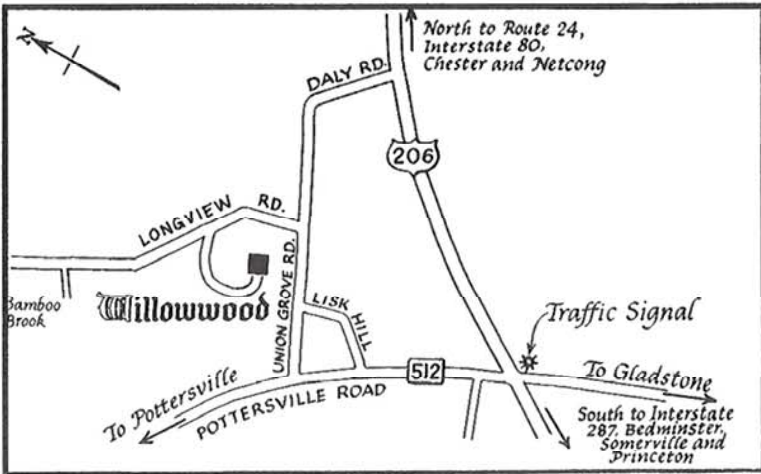 N
North to Route 24,
Interstate 80,
Chester and Netcong
DALY RD.
206
LONGVIEW RD.
UNION GROVE RD.
Bamboo
Brook
Willowwood
LISK HILL
Traffic Signal
512
To Gladstone
To Pottersville
POTTERSVILLE ROAD
South to Interstate
287, Bedminster,
Somerville and
Princeton